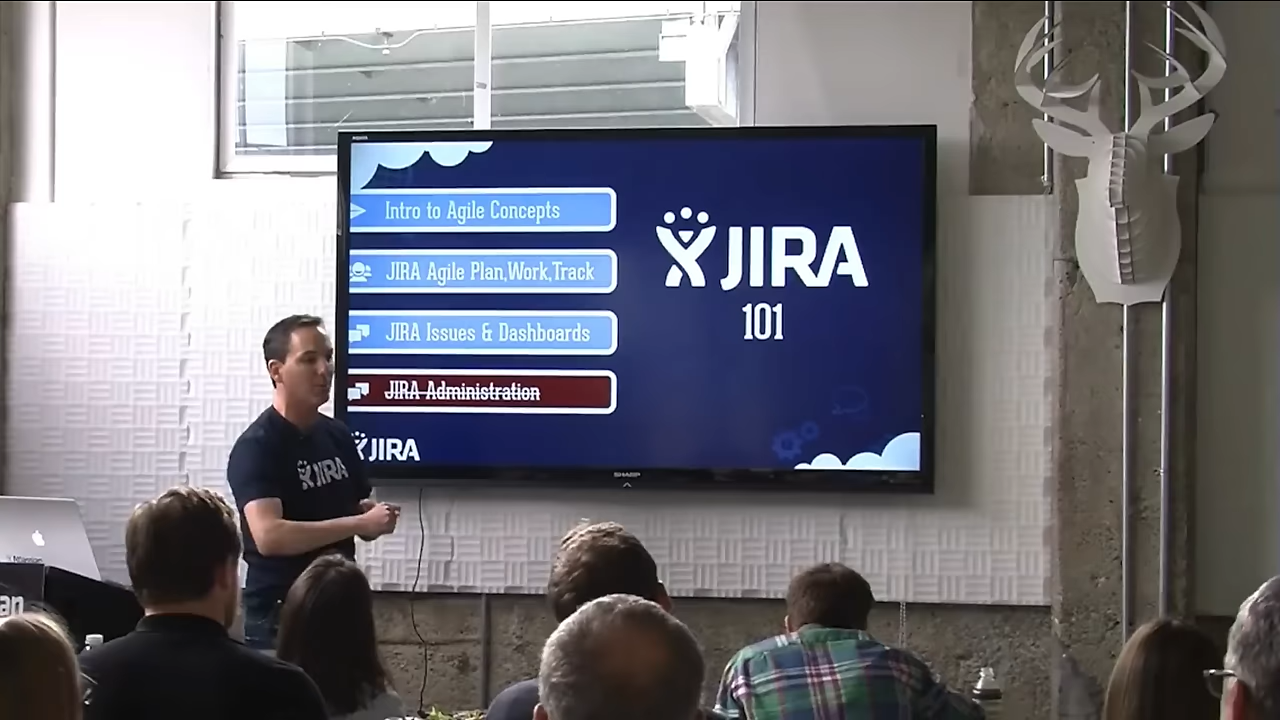 Intro to Agile Concepts
JIRA Agile Plan,Work,Track
JIRA Issues & Dashboards
JIRA Administration
JIRA
101
JIRA
SHARP
JIRA
an